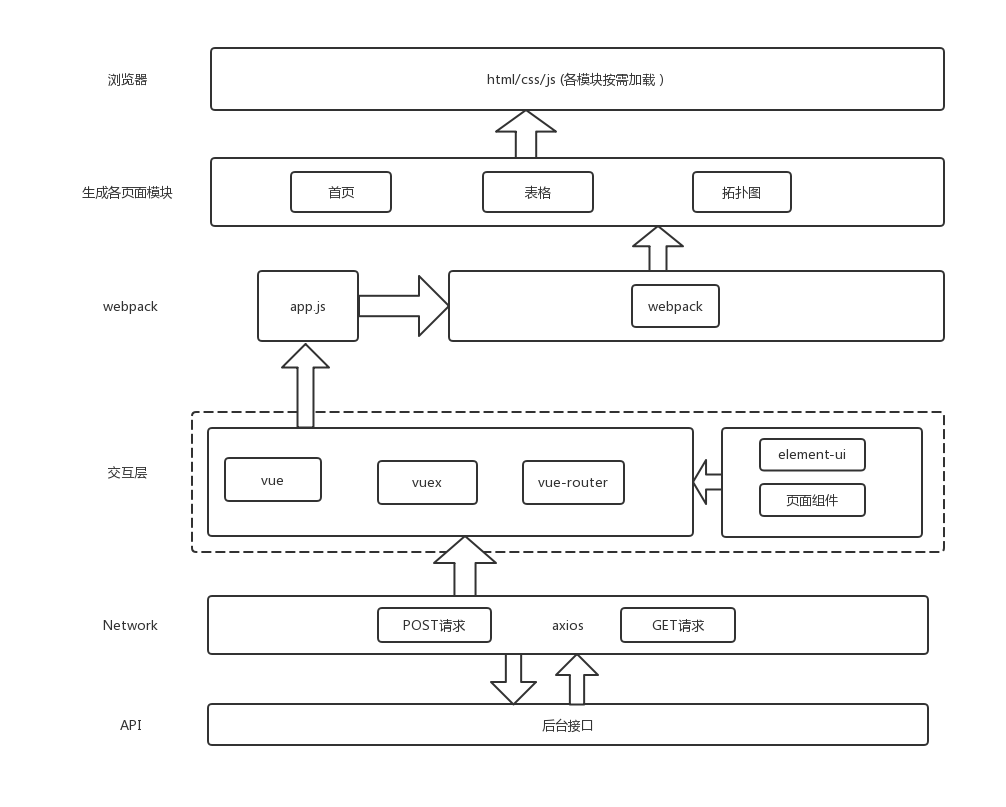 浏览器
html/css/js (各模块按需加载 )
生成各页面模块
首页
表格
拓扑图
webpack
app.js
webpack
交互层
vue
vuex
vue-router
element-ui
页面组件
Network
POST请求
axios
GET请求
API
后台接口